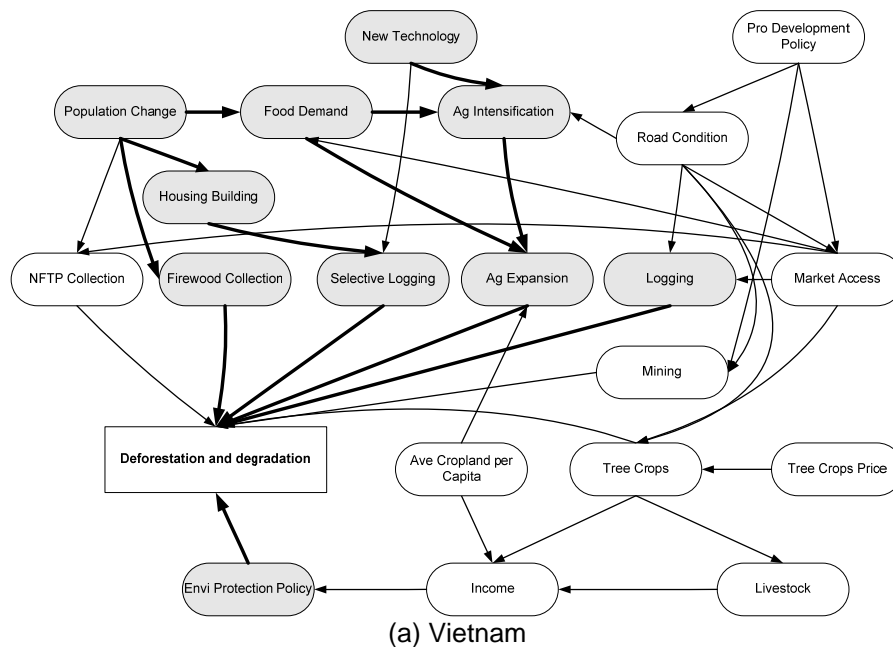 New Technology
Pro Development
Policy
Population Change
Food Demand
Ag Intensification
Road Condition
Housing Building
NFTP Collection
Firewood Collection
Selective Logging
Ag Expansion
Logging
Market Access
Mining
Deforestation and degradation
Ave Cropland per
Capita
Tree Crops
Tree Crops Price
Envi Protection Policy
Income
Livestock
(a) Vietnam